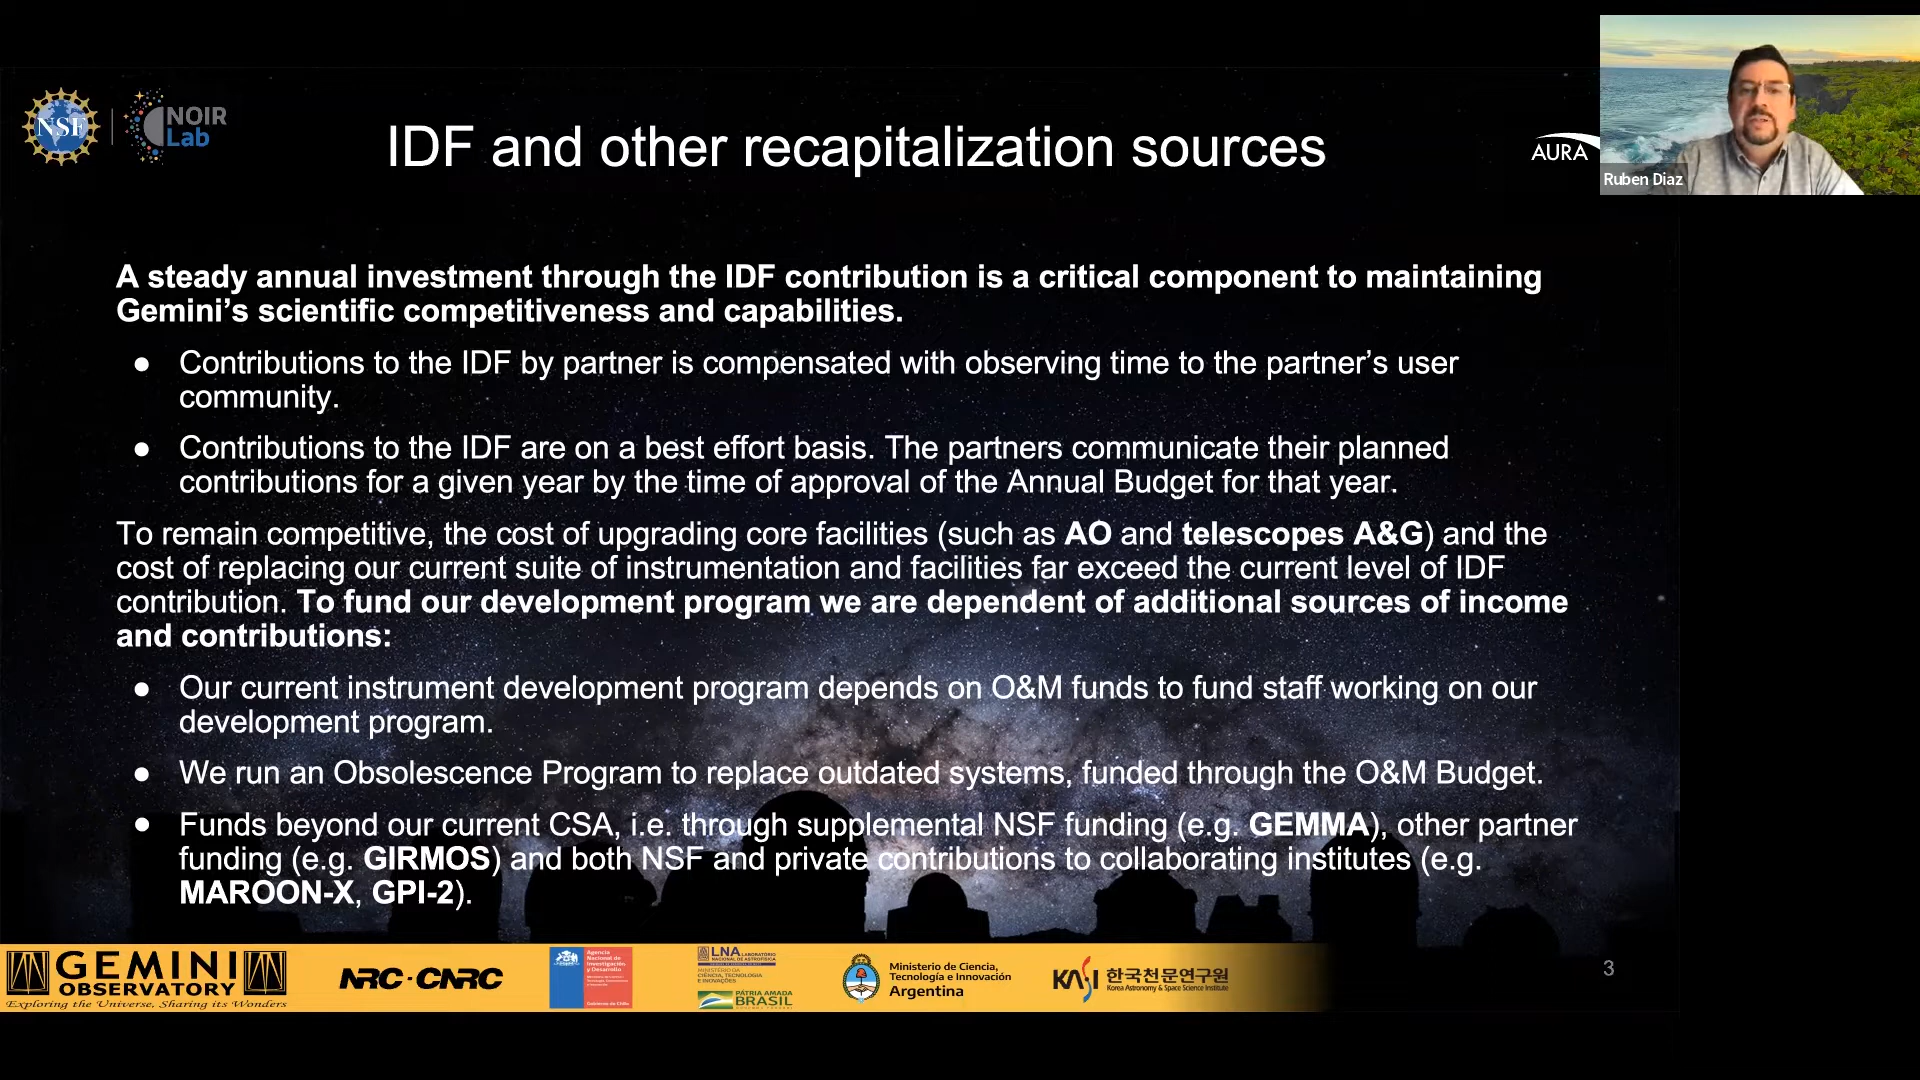 NSF
NOIR
Lab
IDF and other recapitalization sources
AURA
Ruben Diaz
A steady annual investment through the IDF contribution is a critical component to maintaining
Gemini’s scientific competitiveness and capabilities.
● Contributions to the IDF by partner is compensated with observing time to the partner’s user
community.
● Contributions to the IDF are on a best effort basis. The partners communicate their planned
contributions for a given year by the time of approval of the Annual Budget for that year.
To remain competitive, the cost of upgrading core facilities (such as AO and telescopes A&G) and the
cost of replacing our current suite of instrumentation and facilities far exceed the current level of IDF
contribution. To fund our development program we are dependent of additional sources of income
and contributions:
● Our current instrument development program depends on O&M funds to fund staff working on our
development program.
● We run an Obsolescence Program to replace outdated systems, funded through the O&M Budget.
● Funds beyond our current CSA, i.e. through supplemental NSF funding (e.g. GEMMA), other partner
funding (e.g. GIRMOS) and both NSF and private contributions to collaborating institutes (e.g.
MAROON-X, GPI-2).
GEMINI
OBSERVATORY
Exploring the Universe, Sharing its Wonders
NRC·CNRC
Agencia
Nacional de
Investigación
y Desarrollo
Gobierno de Chile
LNA LABORATÓRIO
NACIONAL DE ASTROFÍSICA
MINISTÉRIO DA
CIÊNCIA, TECNOLOGIA
E INOVAÇÕES
PÁTRIA AMADA
BRASIL
Ministerio de Ciencia,
Tecnología e Innovación
Argentina
KASI 한국천문연구원
Korea Astronomy & Space Science Institute
3